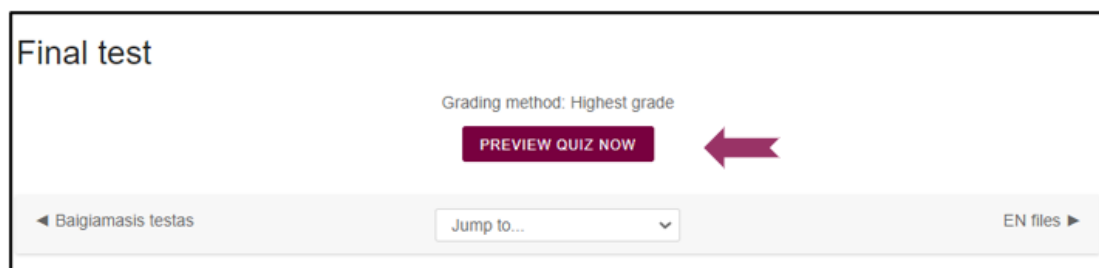 Final test
Grading method: Highest grade
PREVIEW QUIZ NOW
◄ Baigiamasis testas
Jump to...
EN files ►